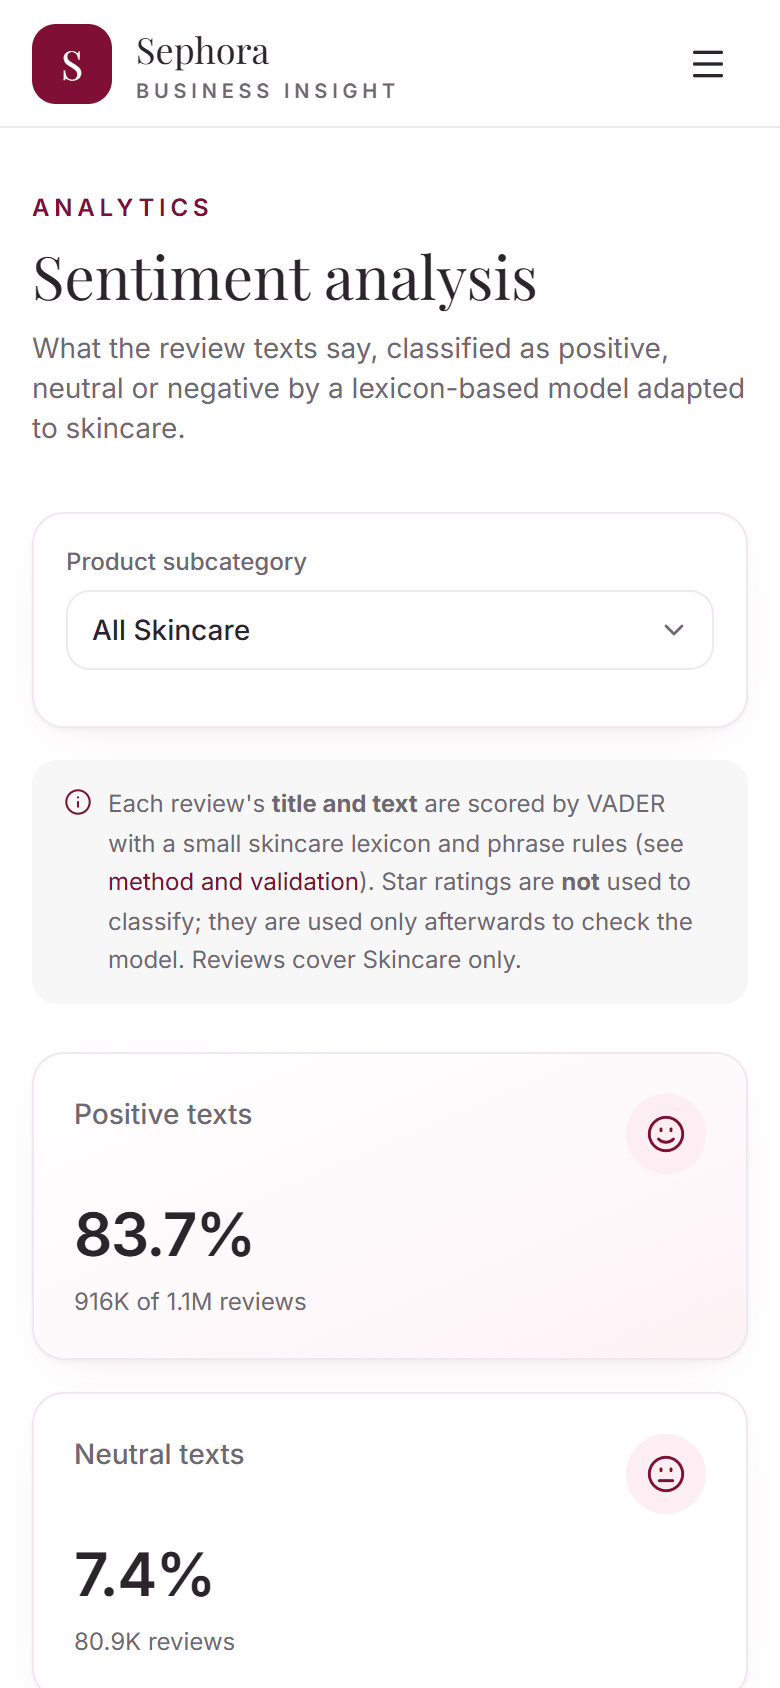 S
Sephora
BUSINESS INSIGHT
ANALYTICS
Sentiment analysis
What the review texts say, classified as positive,
neutral or negative by a lexicon-based model adapted
to skincare.
Product subcategory
All Skincare
Each review's title and text are scored by VADER
with a small skincare lexicon and phrase rules (see
method and validation). Star ratings are not used to
classify; they are used only afterwards to check the
model. Reviews cover Skincare only.
Positive texts
83.7%
916K of 1.1M reviews
Neutral texts
7.4%
80.9K reviews